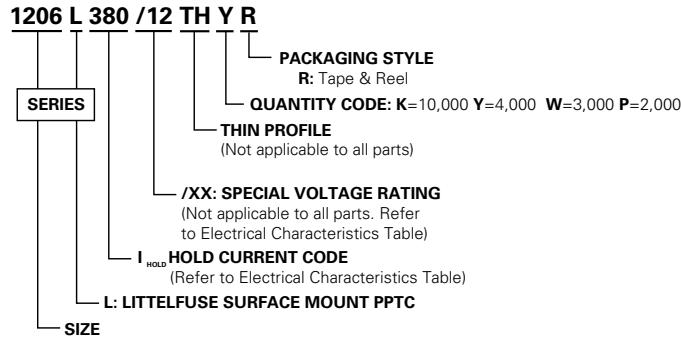 1206 L 380 /12 TH Y R
PACKAGING STYLE
R: Tape & Reel
SERIES
QUANTITY CODE: K=10,000 Y=4,000 W=3,000 P=2,000
THIN PROFILE
(Not applicable to all parts)
/XX: SPECIAL VOLTAGE RATING
(Not applicable to all parts. Refer
to Electrical Characteristics Table)
I HOLD HOLD CURRENT CODE
(Refer to Electrical Characteristics Table)
L: LITTELFUSE SURFACE MOUNT PPTC
SIZE